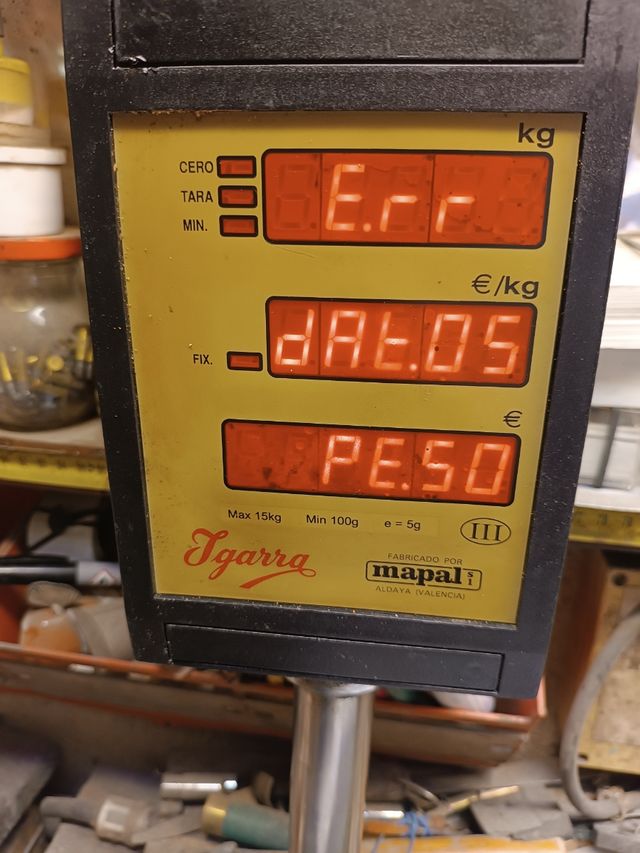 kg
CERO
TARA
MIN.
E.rr
€/kg
FIX.
dAt.05
€
PE.50
Max 15kg Min 100g e = 5g
III
Igarra
FABRICADO POR
mapal s l
ALDAYA (VALENCIA)